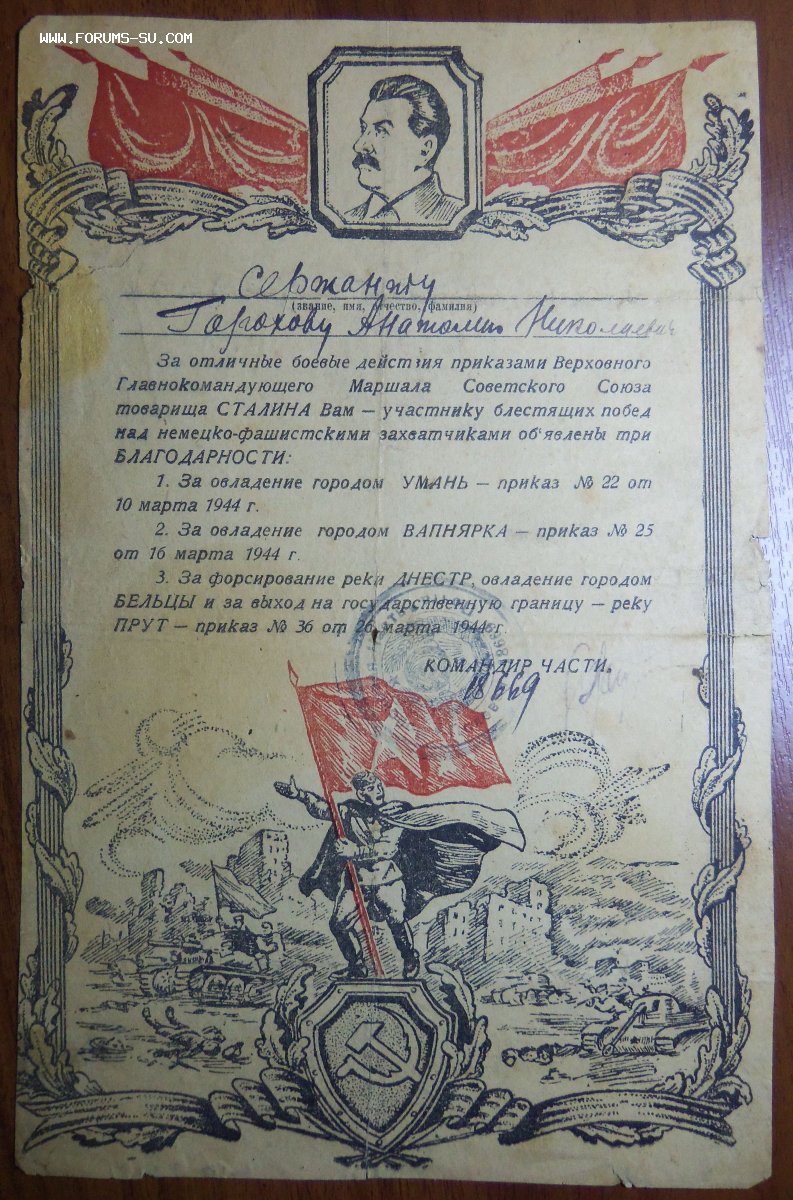 WWW.FORUMS-SU.COM
Сержанту
(звание, имя, отчество, фамилия)
Горохову Анатолию Николаевич
За отличные боевые действия приказами Верховного
Главнокомандующего Маршала Советского Союза
товарища СТАЛИНА Вам — участнику блестящих побед
над немецко-фашистскими захватчиками об‘явлены три
БЛАГОДАРНОСТИ:
1. За овладение городом УМАНЬ — приказ № 22 от
10 марта 1944 г.
2. За овладение городом ВАПНЯРКА — приказ № 25
от 16 марта 1944 г.
3. За форсирование реки ДНЕСТР, овладение городом
БЕЛЬЦЫ и за выход на государственную границу — реку
ПРУТ — приказ № 36 от 26 марта 1944 г.
КОМАНДИР ЧАСТИ.